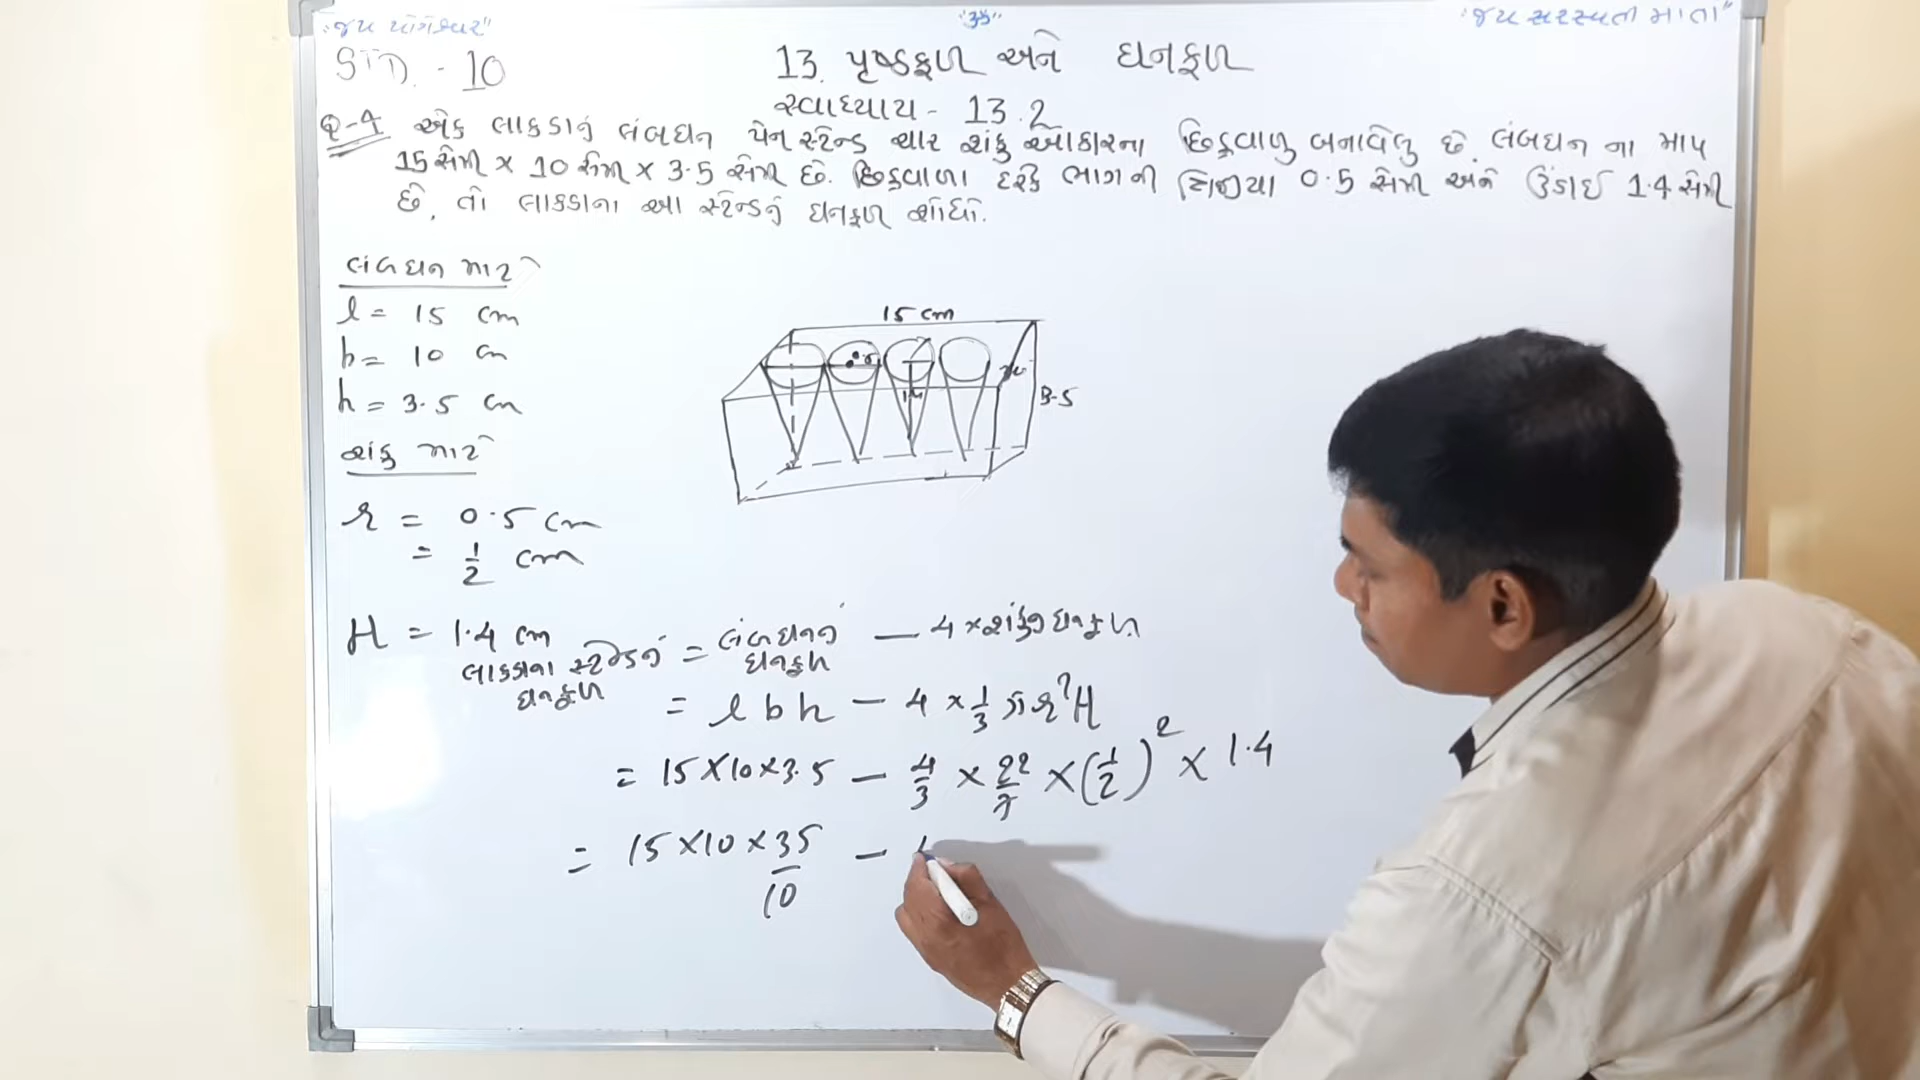 "જય યોગેશ્વર"
"ૐ"
"જય સરસ્વતી માતા"
STD. - 10
13. પૃષ્ઠફળ અને ઘનફળ
સ્વાધ્યાય - 13.2
Q-4 એક લાકડાનું લંબઘન પેન સ્ટેન્ડ ચાર શંકુ આકારના છિદ્રવાળુ બનાવેલુ છે. લંબઘન ના માપ
15 સેમી × 10 સેમી × 3.5 સેમી છે. છિદ્રવાળા દરેક ભાગની ત્રિજ્યા 0.5 સેમી અને ઉંડાઈ 1.4 સેમી
છે, તો લાકડાના આ સ્ટેન્ડનું ઘનફળ શોધો.
લંબઘન માટે
l = 15 cm
b = 10 cm
h = 3.5 cm
શંકુ માટે
r = 0.5 cm
= 1/2 cm
H = 1.4 cm
15 cm
r
3.5
લાકડાના સ્ટેન્ડનું ઘનફળ = લંબઘનનું ઘનફળ — 4 × શંકુનું ઘનફળ
= l b h — 4 × 1/3 π r² H
= 15 × 10 × 3.5 — 4/3 × 22/7 × (1/2)² × 1.4
= 15 × 10 × 35/10 —